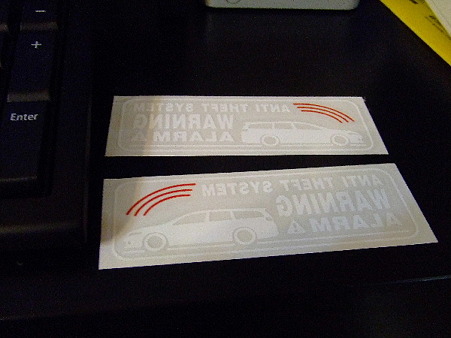 −
+
Enter
ANTI THEFT SYSTEM
WARNING
ALARM
ANTI THEFT SYSTEM
WARNING
ALARM